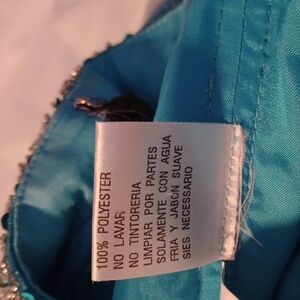 100% POLYESTER
NO LAVAR,
NO TINTORERIA
LIMPIAR POR PARTES
SOLAMENTE CON AGUA
FRIA Y JABON SUAVE
SIES NECESSARIO